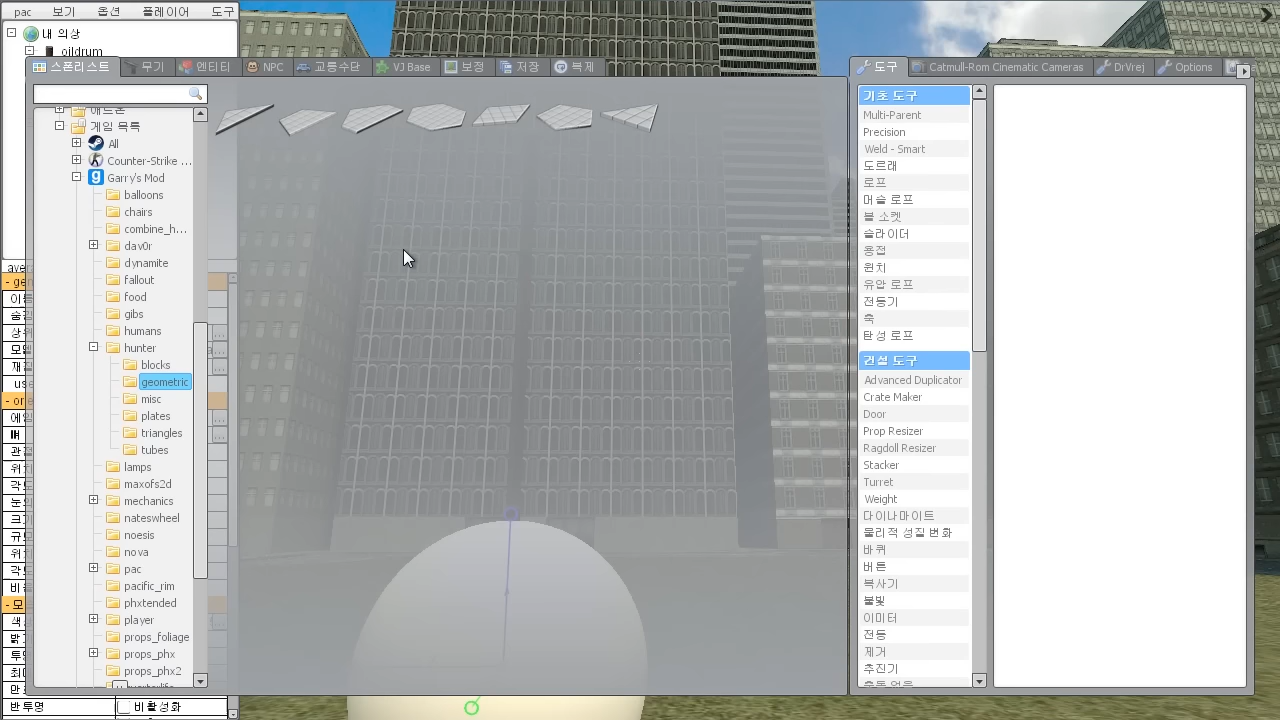 pac 보기 옵션 플레이어 도구
내 의상
oildrum
스폰리스트 무기 엔티티 NPC 교통수단 VJ Base 보정 저장 복제
도구 Catmull-Rom Cinematic Cameras DrVrej Options
애드온
게임 목록
All
Counter-Strike ...
Garry's Mod
balloons
chairs
combine_h...
dav0r
dynamite
fallout
food
gibs
humans
hunter
blocks
geometric
misc
plates
triangles
tubes
lamps
maxofs2d
mechanics
nateswheel
noesis
nova
pac
pacific_rim
phxtended
player
props_foliage
props_phx
props_phx2
반투명 비활성화
기초 도구
Multi-Parent
Precision
Weld - Smart
도르래
로프
머슬 로프
볼 소켓
슬라이더
용접
윈치
유압 로프
전동기
축
탄성 로프
건설 도구
Advanced Duplicator
Crate Maker
Door
Prop Resizer
Ragdoll Resizer
Stacker
Turret
Weight
다이나마이트
물리적 성질 변화
바퀴
버튼
복사기
불빛
이미터
전등
제거
추진기
충돌 없음